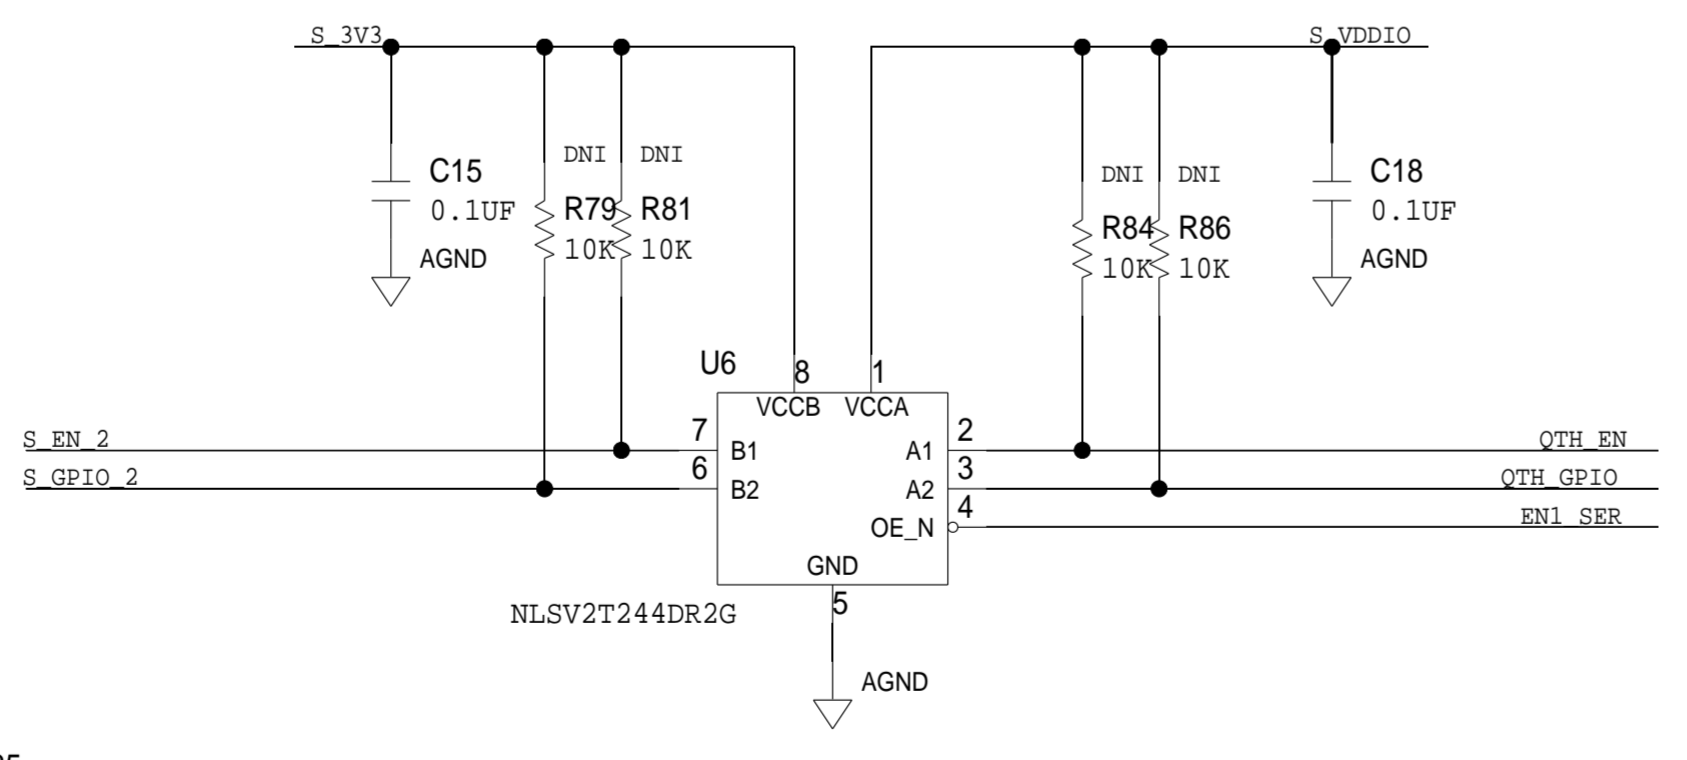 S_3V3
S_VDDIO
DNI DNI
DNI DNI
C15
0.1UF
AGND
R79 R81
10K 10K
R84 R86
10K 10K
C18
0.1UF
AGND
U6
8 1
VCCB VCCA
S_EN_2 7 B1 A1 2 QTH_EN
S_GPIO_2 6 B2 A2 3 QTH_GPIO
OE_N 4 EN1_SER
GND
5
NLSV2T244DR2G
AGND